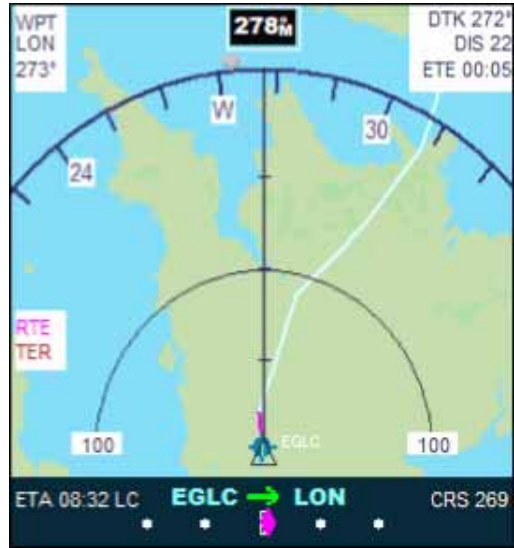 WPT
LON
273°
278°M
DTK 272°
DIS 22
ETE 00:05
W
30
24
RTE
TER
100
EGLC
100
ETA 08:32 LC
EGLC → LON
CRS 269